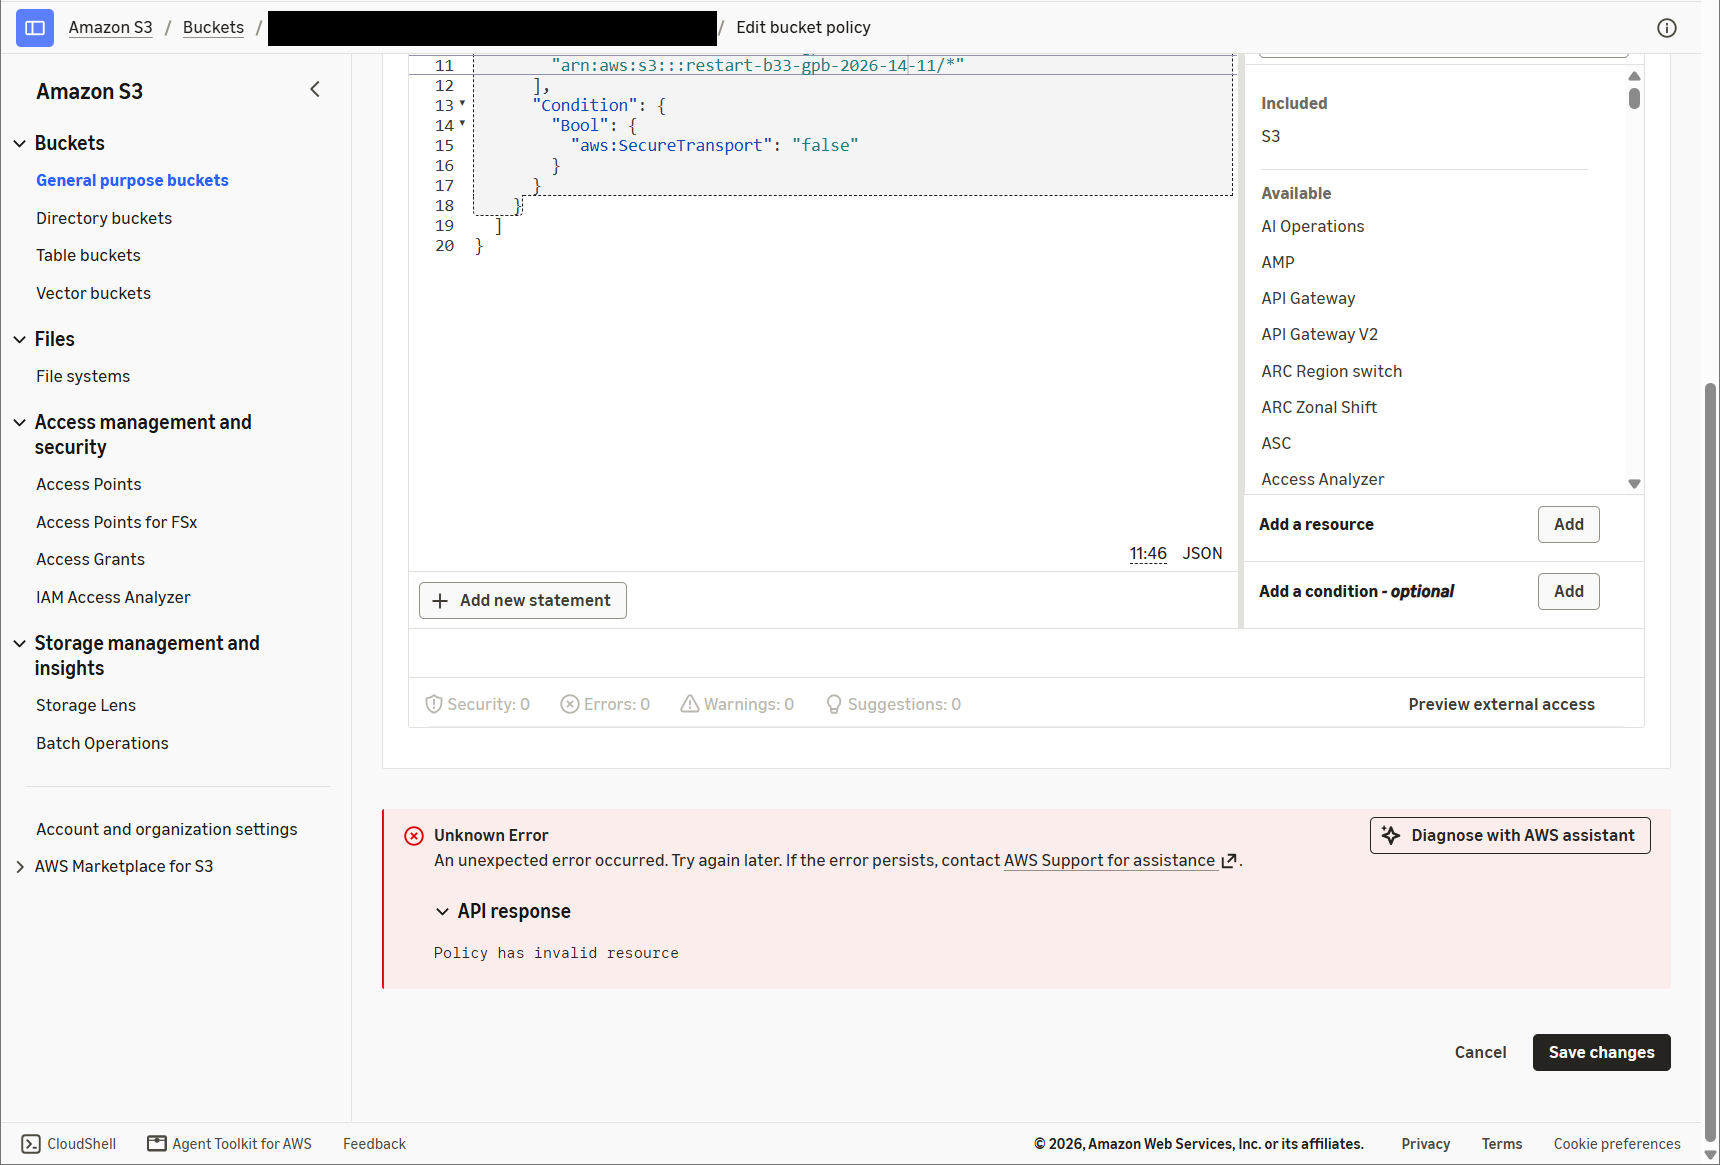 Amazon S3 / Buckets / / Edit bucket policy
Amazon S3
Buckets
General purpose buckets
Directory buckets
Table buckets
Vector buckets
Files
File systems
Access management and
security
Access Points
Access Points for FSx
Access Grants
IAM Access Analyzer
Storage management and
insights
Storage Lens
Batch Operations
Account and organization settings
AWS Marketplace for S3
11 "arn:aws:s3:::restart-b33-gpb-2026-14-11/*"
12 ],
13 "Condition": {
14 "Bool": {
15 "aws:SecureTransport": "false"
16 }
17 }
18 }
19 ]
20 }
11:46 JSON
Add new statement
Included
S3
Available
AI Operations
AMP
API Gateway
API Gateway V2
ARC Region switch
ARC Zonal Shift
ASC
Access Analyzer
Add a resource Add
Add a condition - optional Add
Security: 0 Errors: 0 Warnings: 0 Suggestions: 0 Preview external access
Unknown Error
An unexpected error occurred. Try again later. If the error persists, contact AWS Support for assistance .
Diagnose with AWS assistant
API response
Policy has invalid resource
Cancel Save changes
CloudShell Agent Toolkit for AWS Feedback © 2026, Amazon Web Services, Inc. or its affiliates. Privacy Terms Cookie preferences